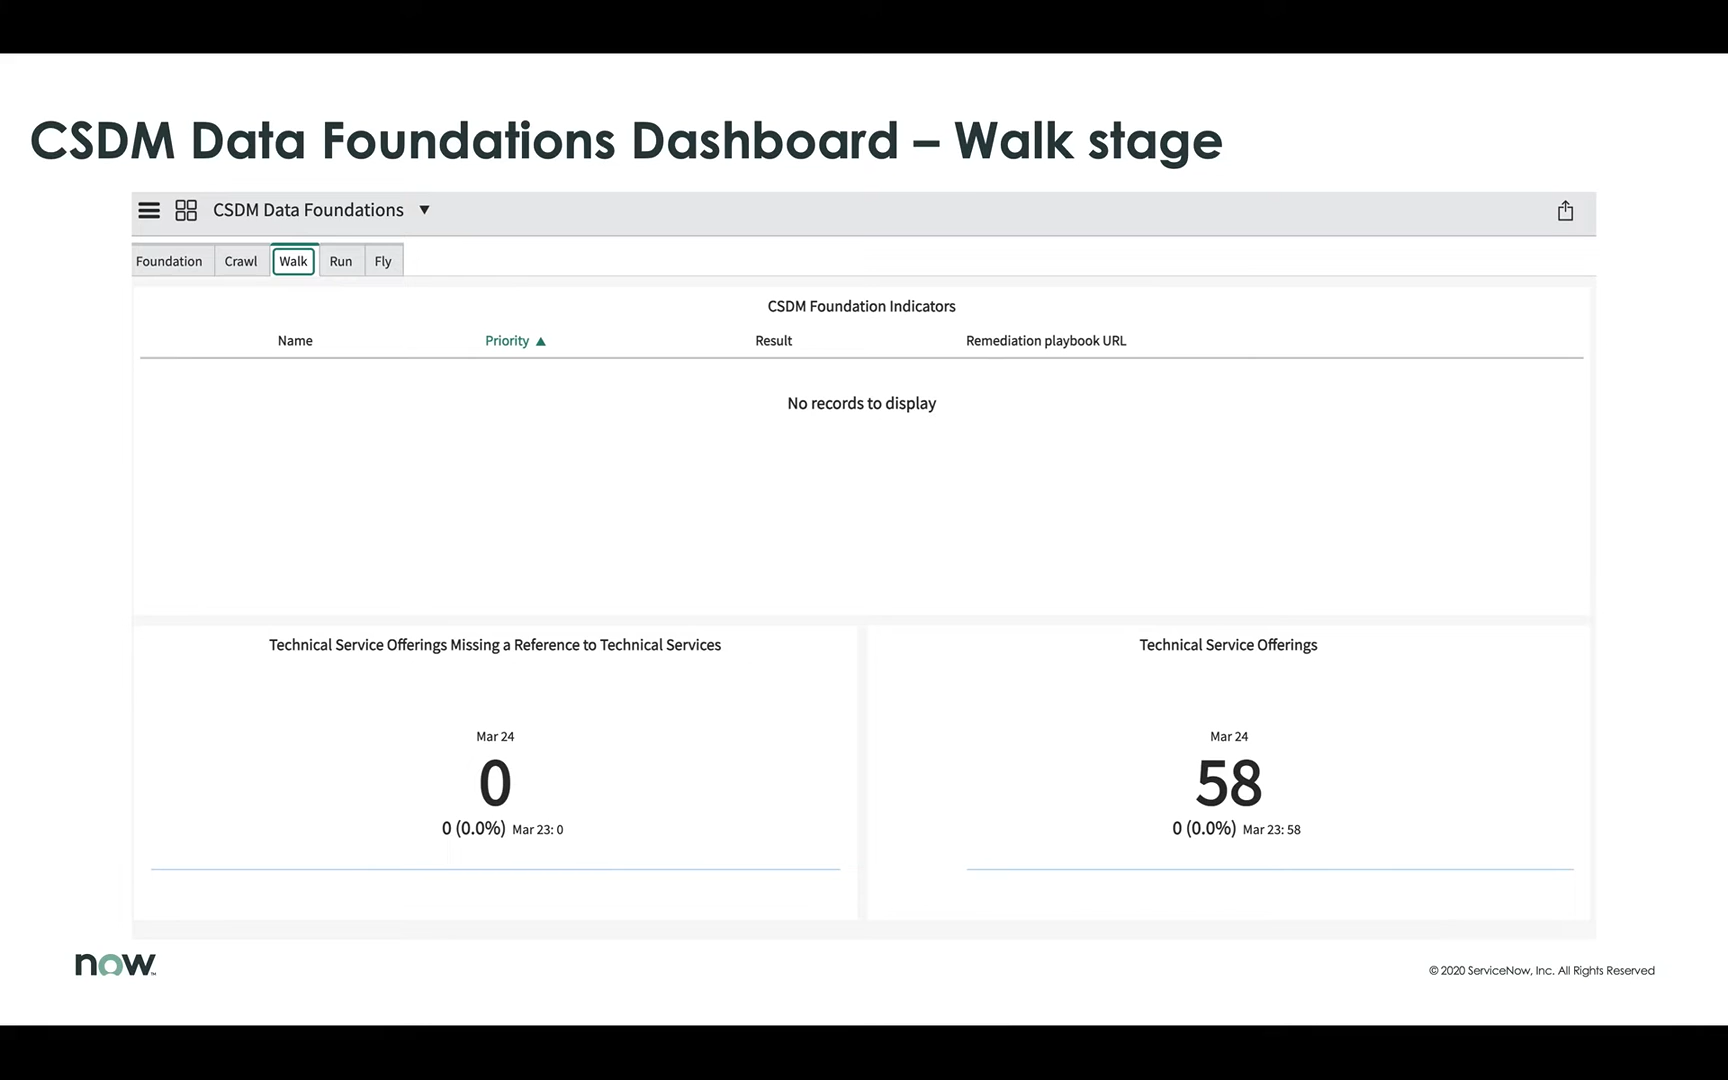 CSDM Data Foundations Dashboard – Walk stage
CSDM Data Foundations ▼
Foundation Crawl Walk Run Fly
CSDM Foundation Indicators
Name Priority ▲ Result Remediation playbook URL
No records to display
Technical Service Offerings Missing a Reference to Technical Services
Mar 24
0
0 (0.0%) Mar 23: 0
Technical Service Offerings
Mar 24
58
0 (0.0%) Mar 23: 58
now™
© 2020 ServiceNow, Inc. All Rights Reserved